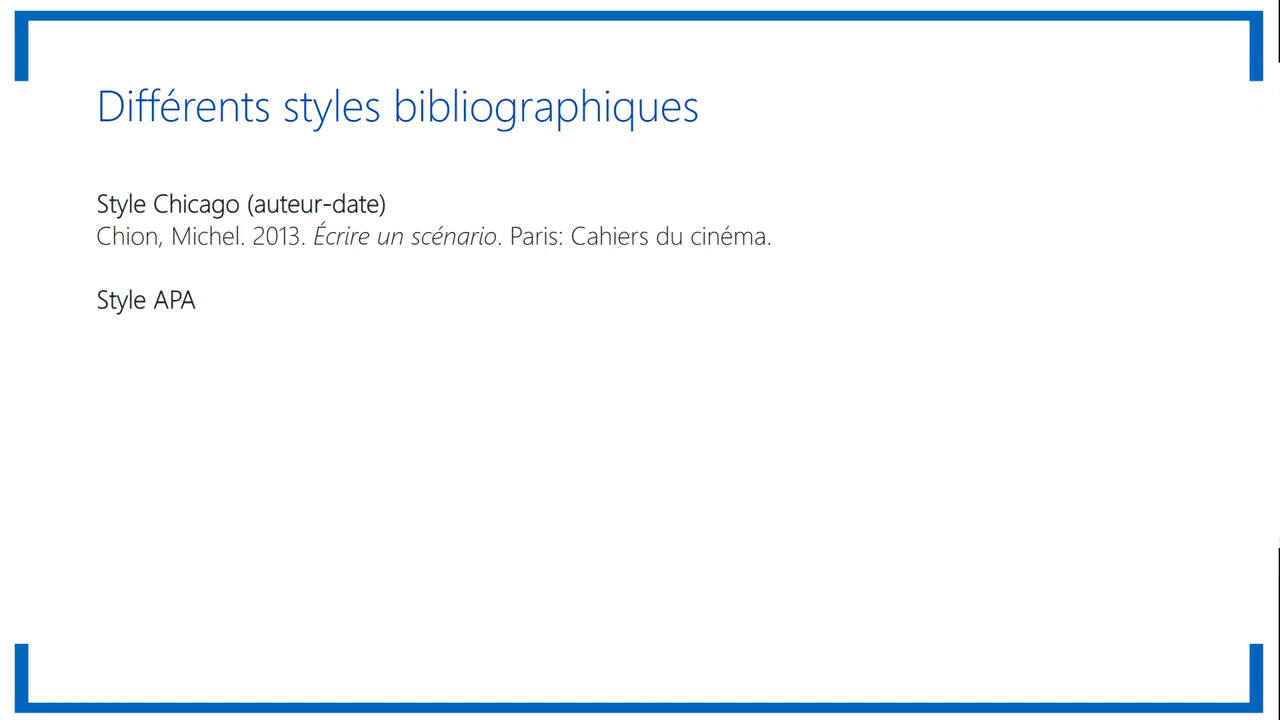 Différents styles bibliographiques
Style Chicago (auteur-date)
Chion, Michel. 2013. Écrire un scénario. Paris: Cahiers du cinéma.
Style APA